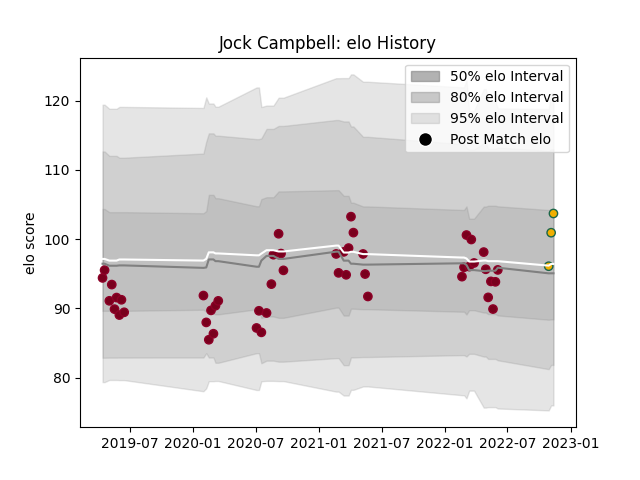 Jock Campbell: elo History
50% elo Interval
80% elo Interval
95% elo Interval
Post Match elo
elo score
120
110
100
90
80
2019-07 2020-01 2020-07 2021-01 2021-07 2022-01 2022-07 2023-01